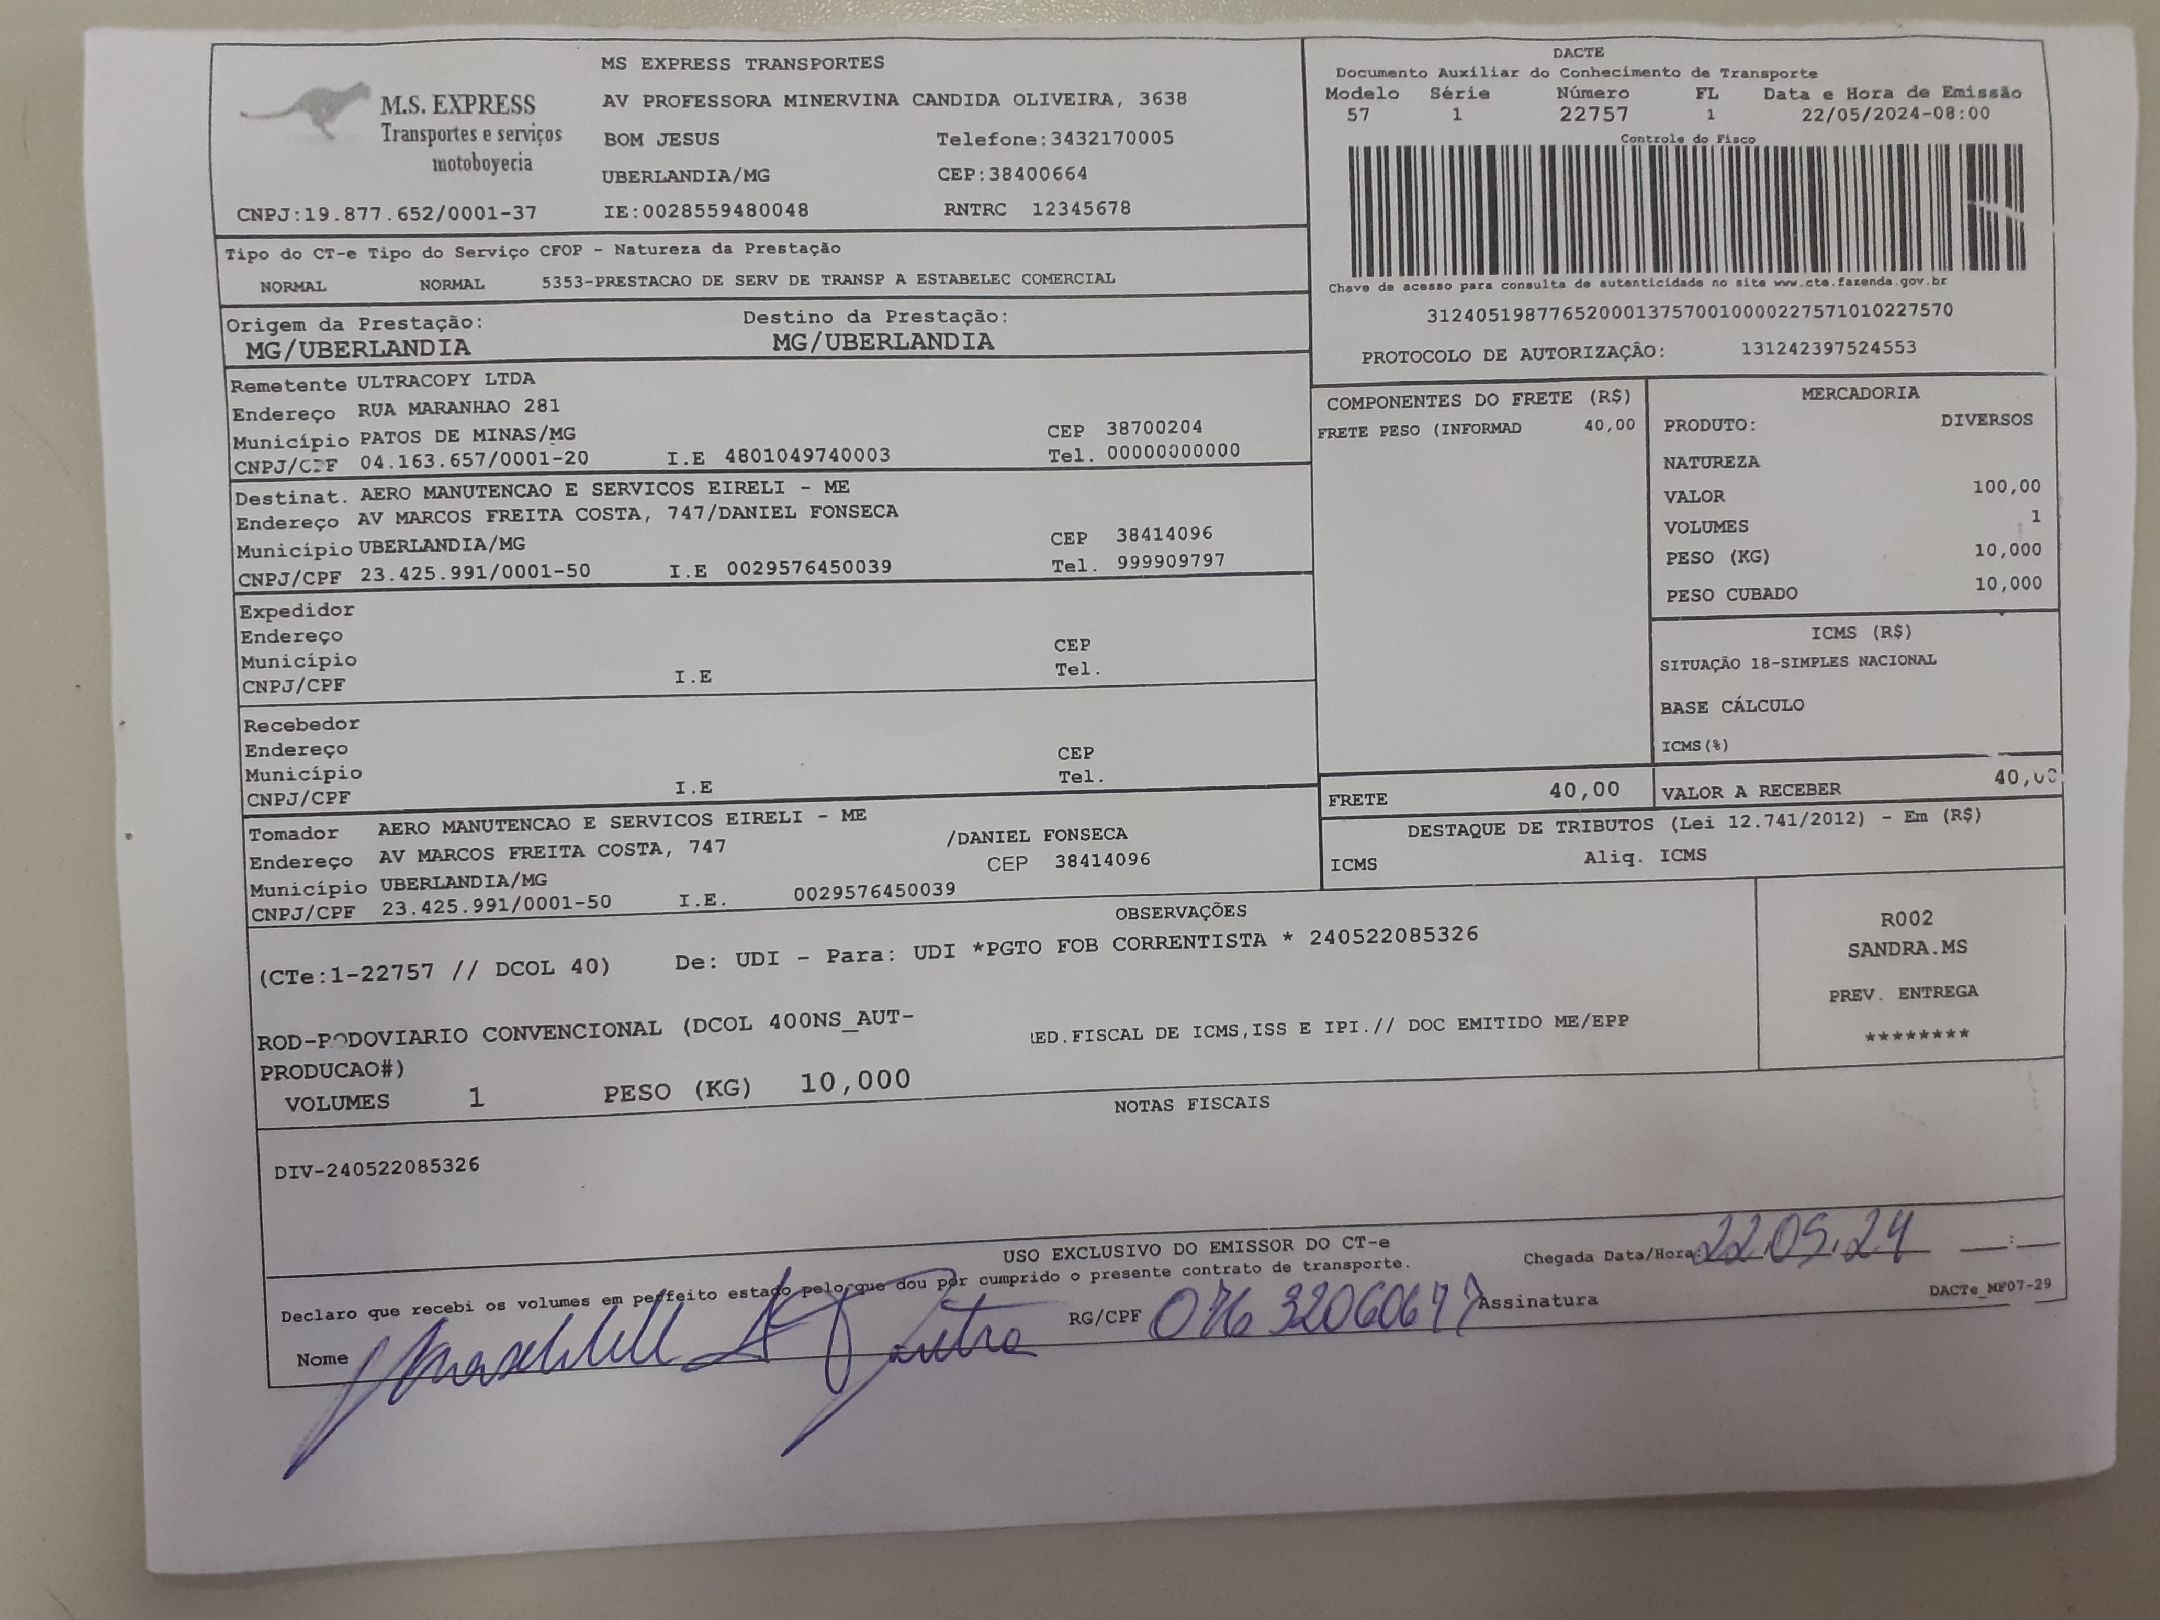 M.S. EXPRESS
Transportes e serviços
motoboyecia
CNPJ:19.877.652/0001-37
MS EXPRESS TRANSPORTES
AV PROFESSORA MINERVINA CANDIDA OLIVEIRA, 3638
BOM JESUS Telefone:3432170005
UBERLANDIA/MG CEP:38400664
IE:0028559480048 RNTRC 12345678
DACTE
Documento Auxiliar do Conhecimento de Transporte
Modelo Série Número FL Data e Hora de Emissão
57 1 22757 1 22/05/2024-08:00
Controle do Fisco
Chave de acesso para consulta de autenticidade no site www.cte.fazenda.gov.br
31240519877652000137570010000227571010227570
PROTOCOLO DE AUTORIZAÇÃO: 131242397524553
Tipo do CT-e Tipo do Serviço CFOP - Natureza da Prestação
NORMAL NORMAL 5353-PRESTACAO DE SERV DE TRANSP A ESTABELEC COMERCIAL
Origem da Prestação: Destino da Prestação:
MG/UBERLANDIA MG/UBERLANDIA
Remetente ULTRACOPY LTDA
Endereço RUA MARANHAO 281
Município PATOS DE MINAS/MG CEP 38700204
CNPJ/CPF 04.163.657/0001-20 I.E 4801049740003 Tel. 00000000000
Destinat. AERO MANUTENCAO E SERVICOS EIRELI - ME
Endereço AV MARCOS FREITA COSTA, 747/DANIEL FONSECA
Município UBERLANDIA/MG CEP 38414096
CNPJ/CPF 23.425.991/0001-50 I.E 0029576450039 Tel. 999909797
Expedidor
Endereço
Município CEP
CNPJ/CPF I.E Tel.
Recebedor
Endereço
Município CEP
CNPJ/CPF I.E Tel.
Tomador AERO MANUTENCAO E SERVICOS EIRELI - ME
Endereço AV MARCOS FREITA COSTA, 747 /DANIEL FONSECA
Município UBERLANDIA/MG CEP 38414096
CNPJ/CPF 23.425.991/0001-50 I.E. 0029576450039
COMPONENTES DO FRETE (R$)
FRETE PESO (INFORMAD 40,00
MERCADORIA
PRODUTO: DIVERSOS
NATUREZA
VALOR 100,00
VOLUMES 1
PESO (KG) 10,000
PESO CUBADO 10,000
ICMS (R$)
SITUAÇÃO 18-SIMPLES NACIONAL
BASE CÁLCULO
ICMS(%)
FRETE 40,00 VALOR A RECEBER 40,00
DESTAQUE DE TRIBUTOS (Lei 12.741/2012) - Em (R$)
ICMS Aliq. ICMS
OBSERVAÇÕES
(CTe:1-22757 // DCOL 40) De: UDI - Para: UDI *PGTO FOB CORRENTISTA * 240522085326
ROD-RODOVIARIO CONVENCIONAL (DCOL 400NS_AUT-
PRODUCAO#) ED.FISCAL DE ICMS,ISS E IPI.// DOC EMITIDO ME/EPP
VOLUMES 1 PESO (KG) 10,000
R002
SANDRA.MS
PREV. ENTREGA
********
NOTAS FISCAIS
DIV-240522085326
USO EXCLUSIVO DO EMISSOR DO CT-e
Declaro que recebi os volumes em perfeito estado pelo que dou por cumprido o presente contrato de transporte.
Chegada Data/Hora: 22.05.24 __:__
Nome RG/CPF Assinatura
DACTe_MF07-29